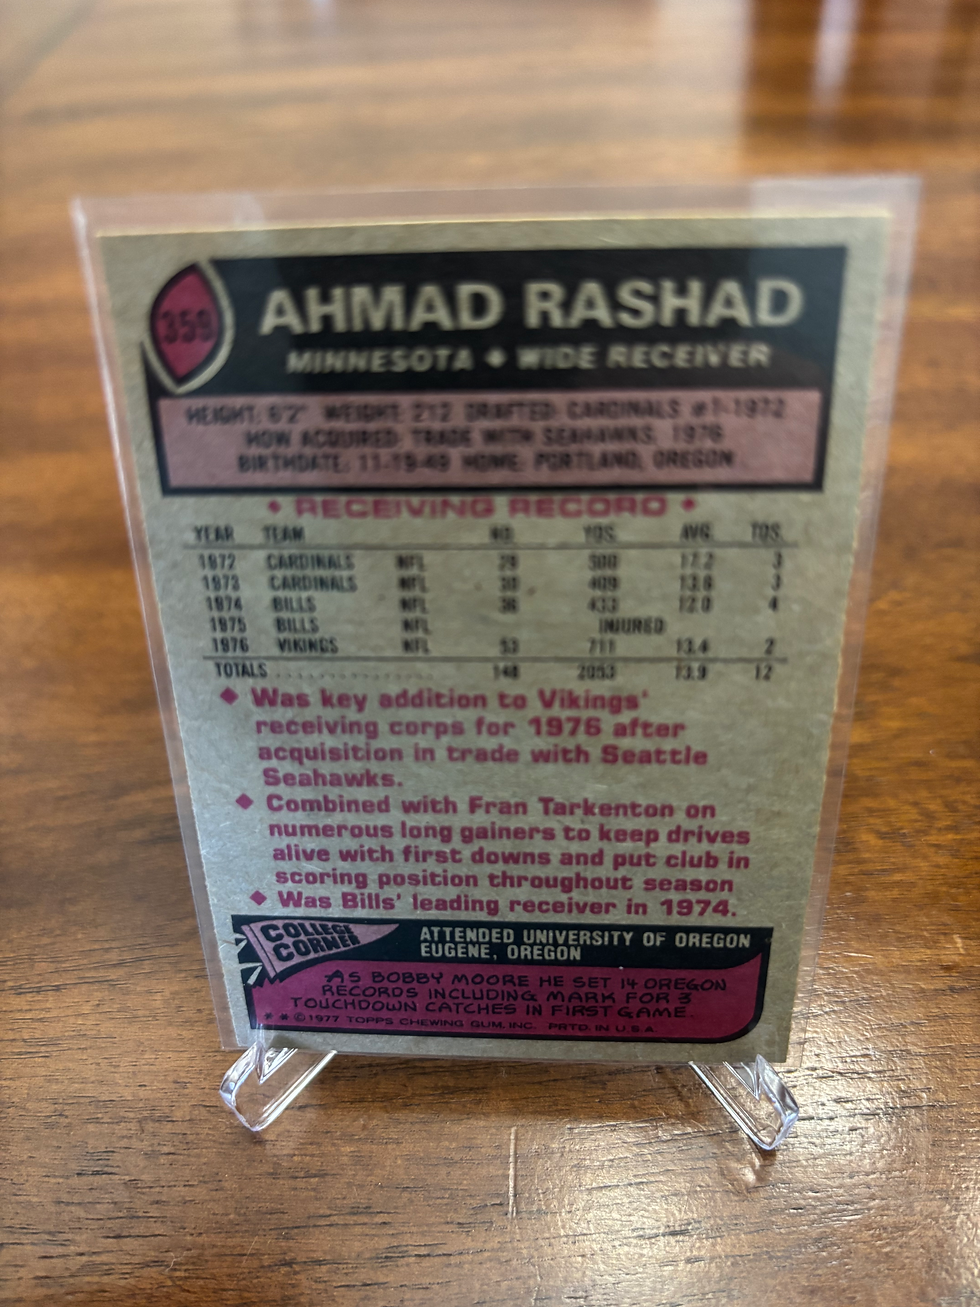 359
AHMAD RASHAD
MINNESOTA ◆ WIDE RECEIVER
HEIGHT: 6'2" WEIGHT: 212 DRAFTED: CARDINALS #1-1972
HOW ACQUIRED: TRADE WITH SEAHAWKS, 1976
BIRTHDATE: 11-19-49 HOME: PORTLAND, OREGON
◆ RECEIVING RECORD ◆
YEAR TEAM NO. YDS. AVG. TDS.
1972 CARDINALS NFL 29 500 17.2 3
1973 CARDINALS NFL 30 409 13.6 3
1974 BILLS NFL 36 433 12.0 4
1975 BILLS NFL INJURED
1976 VIKINGS NFL 53 711 13.4 2
TOTALS . . . . . . . . . . . . . . . . . 148 2053 13.9 12
◆ Was key addition to Vikings'
receiving corps for 1976 after
acquisition in trade with Seattle
Seahawks.
◆ Combined with Fran Tarkenton on
numerous long gainers to keep drives
alive with first downs and put club in
scoring position throughout season
◆ Was Bills' leading receiver in 1974.
COLLEGE
CORNER
ATTENDED UNIVERSITY OF OREGON
EUGENE, OREGON
AS BOBBY MOORE HE SET 14 OREGON
RECORDS INCLUDING MARK FOR 3
TOUCHDOWN CATCHES IN FIRST GAME.
* * ©1977 TOPPS CHEWING GUM, INC. PRTD. IN U.S.A.